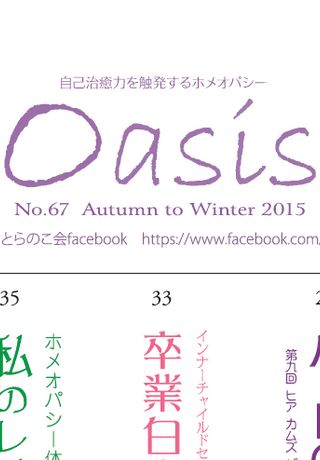 自己治癒力を触発するホメオパシー
Oasis
No.67 Autumn to Winter 2015
とらのこ会facebook https://www.facebook.com/
33
インナーチャイルドセ
卒業白
35
ホメオパシー体
私のレ
第九回 ヒア カムズ